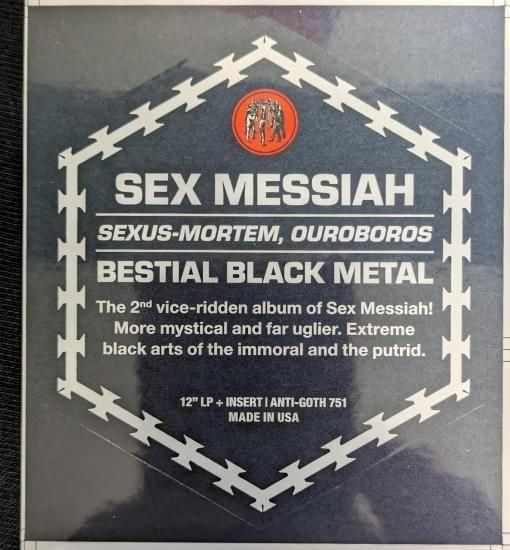 SEX MESSIAH
SEXUS-MORTEM, OUROBOROS
BESTIAL BLACK METAL
The 2nd vice-ridden album of Sex Messiah!
More mystical and far uglier. Extreme
black arts of the immoral and the putrid.
12” LP + INSERT | ANTI-GOTH 751
MADE IN USA